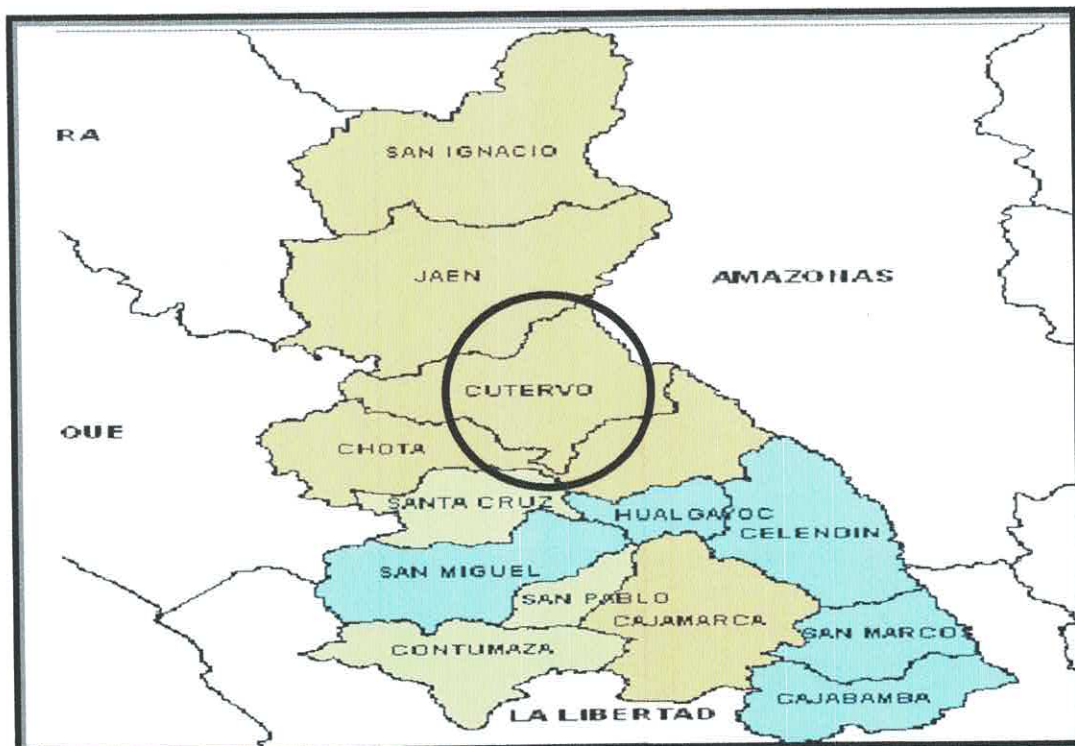 RA
SAN IGNACIO
JAEN
AMAZONAS
CUTERVO
QUE
CHOTA
SANTA CRUZ
HUALGAYOC
CELENDIN
SAN MIGUEL
SAN PABLO
CAJAMARCA
SAN MARCOS
CONTUMAZA
CAJABAMBA
LA LIBERTAD